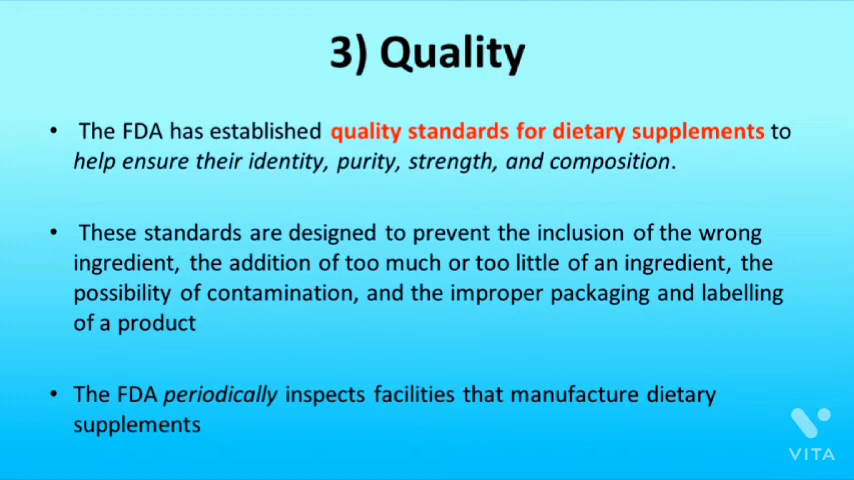 3) Quality
• The FDA has established quality standards for dietary supplements to
help ensure their identity, purity, strength, and composition.
• These standards are designed to prevent the inclusion of the wrong
ingredient, the addition of too much or too little of an ingredient, the
possibility of contamination, and the improper packaging and labelling
of a product
• The FDA periodically inspects facilities that manufacture dietary
supplements
VITA